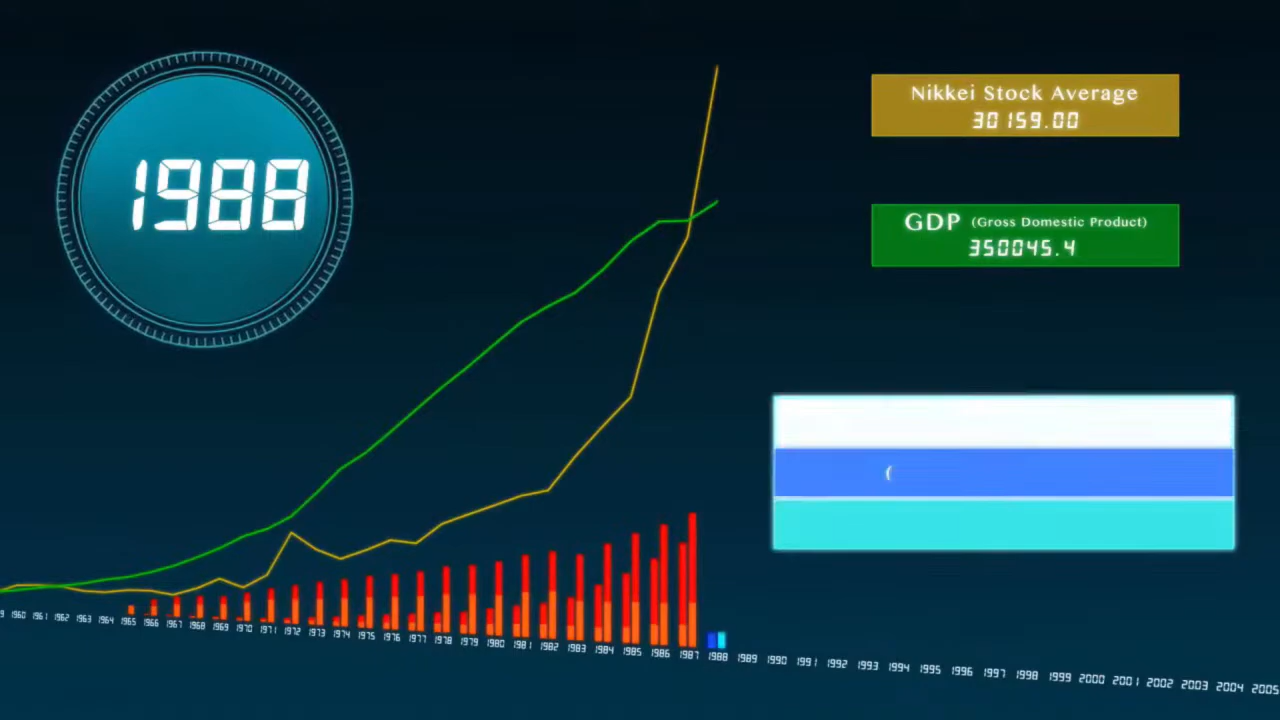 1988
Nikkei Stock Average
30159.00
GDP (Gross Domestic Product)
350045.4
(
1960 1961 1962 1963 1964 1965 1966 1967 1968 1969 1970 1971 1972 1973 1974 1975 1976 1977 1978 1979 1980 1981 1982 1983 1984 1985 1986 1987 1988 1989 1990 1991 1992 1993 1994 1995 1996 1997 1998 1999 2000 2001 2002 2003 2004 2005